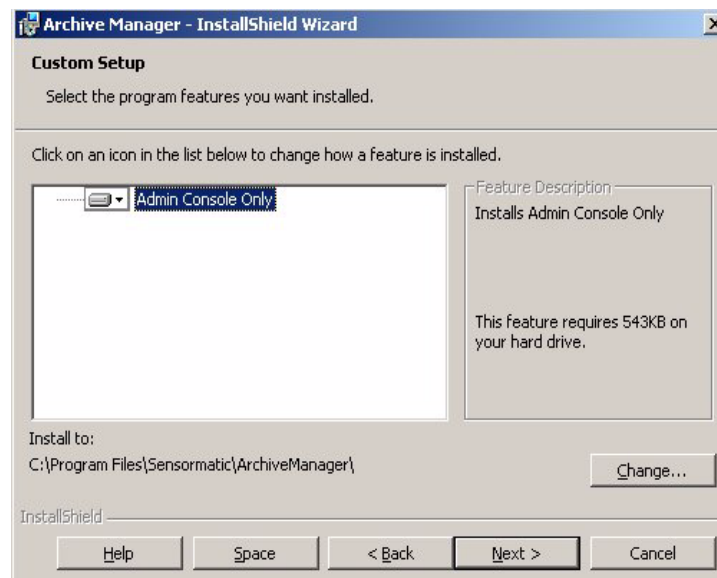 Archive Manager - InstallShield Wizard
Custom Setup
Select the program features you want installed.
Click on an icon in the list below to change how a feature is installed.
Admin Console Only
Feature Description
Installs Admin Console Only
This feature requires 543KB on
your hard drive.
Install to:
C:\Program Files\Sensormatic\ArchiveManager\
Change...
InstallShield
Help
Space
< Back
Next >
Cancel